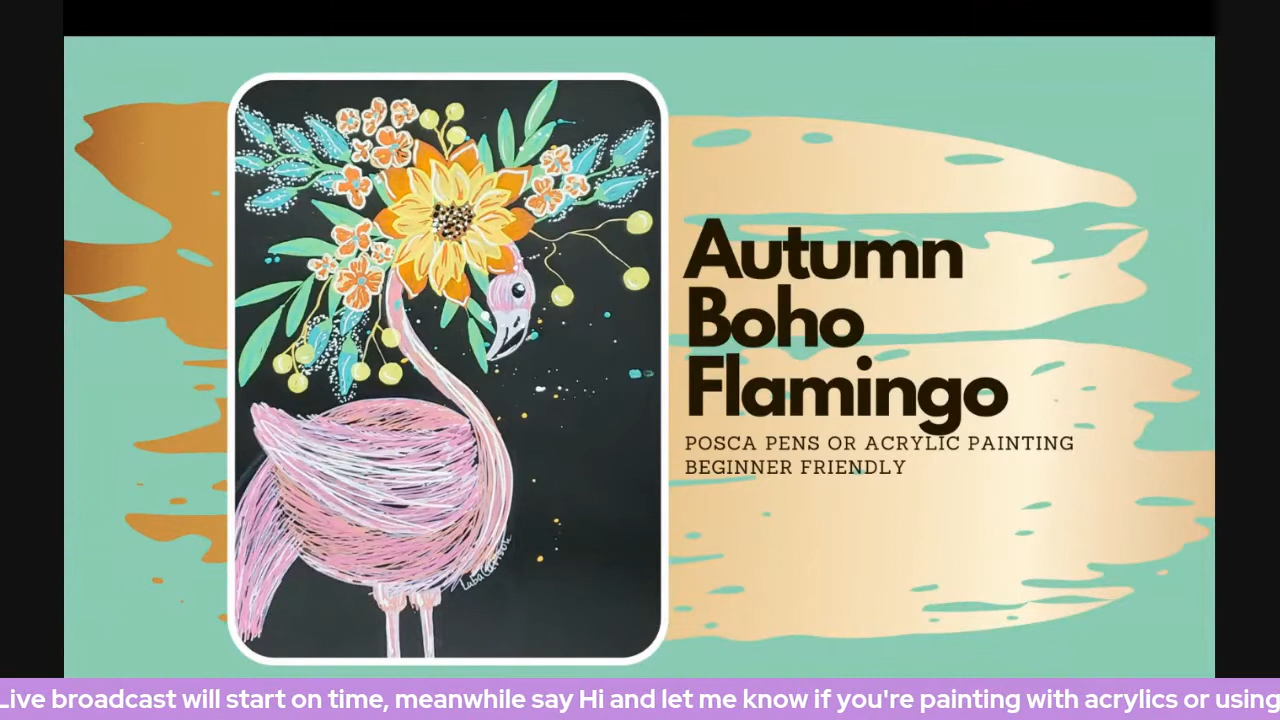 Autumn
Boho
Flamingo
POSCA PENS OR ACRYLIC PAINTING
BEGINNER FRIENDLY
Live broadcast will start on time, meanwhile say Hi and let me know if you're painting with acrylics or using